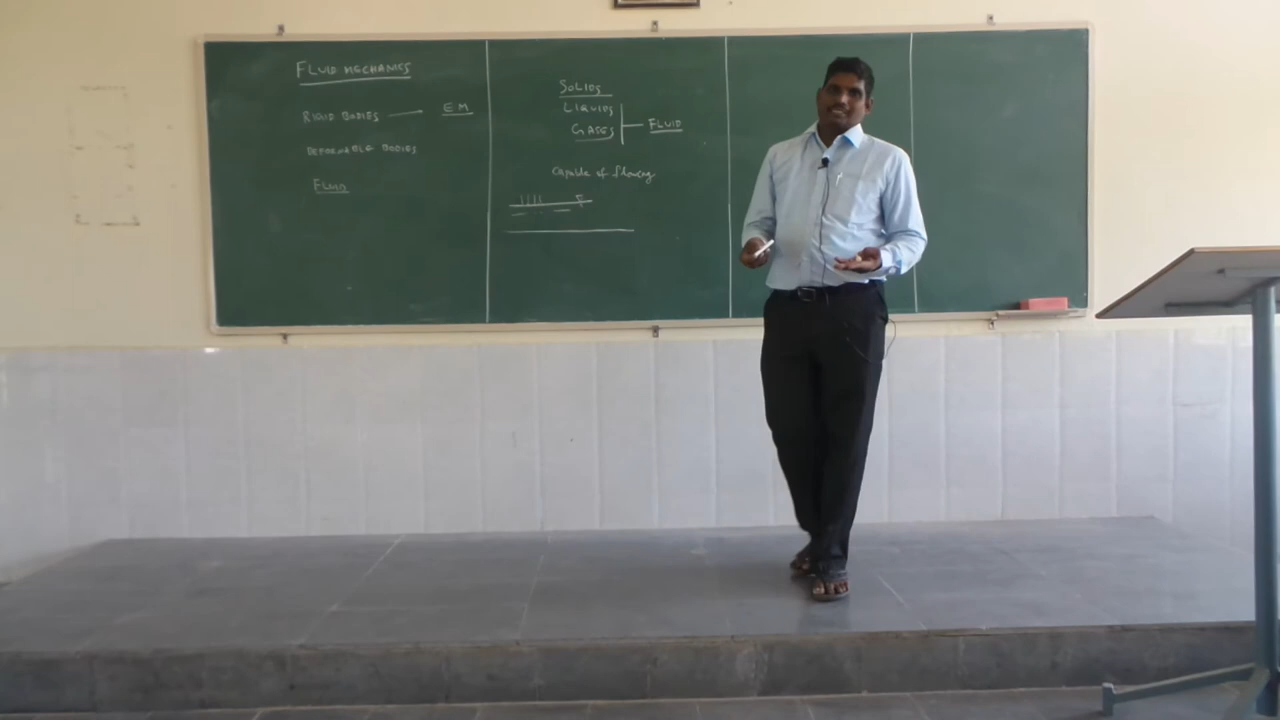 FLUID MECHANICS
RIGID BODIES — EM
DEFORMABLE BODIES
FLUID
SOLIDS
LIQUIDS
GASES — FLUID
Capable of flowing